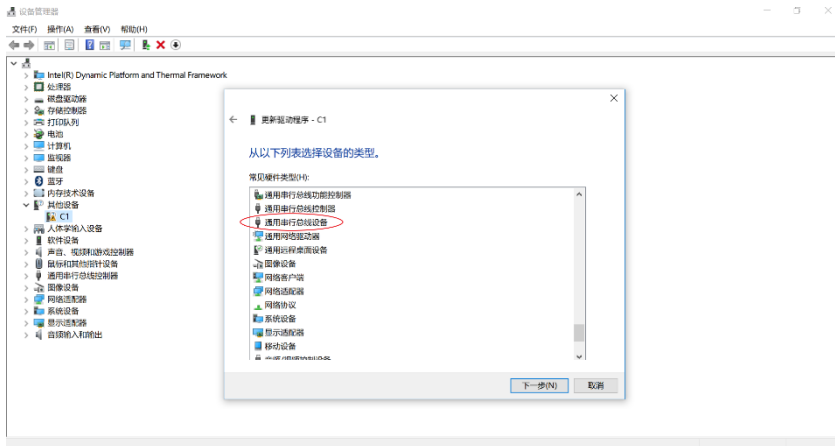 设备管理器
文件(F) 操作(A) 查看(V) 帮助(H)
Intel(R) Dynamic Platform and Thermal Framework
处理器
磁盘驱动器
存储控制器
打印队列
电池
计算机
监视器
键盘
蓝牙
内存技术设备
其他设备
C1
人体学输入设备
软件设备
声音、视频和游戏控制器
鼠标和其他指针设备
通用串行总线控制器
图像设备
网络适配器
系统设备
显示适配器
音频输入和输出
更新驱动程序 - C1
从以下列表选择设备的类型。
常见硬件类型(H):
通用串行总线功能控制器
通用串行总线控制器
通用串行总线设备
通用网络驱动器
通用远程桌面设备
图像设备
网络客户端
网络适配器
网络协议
系统设备
显示适配器
移动设备
下一步(N) 取消